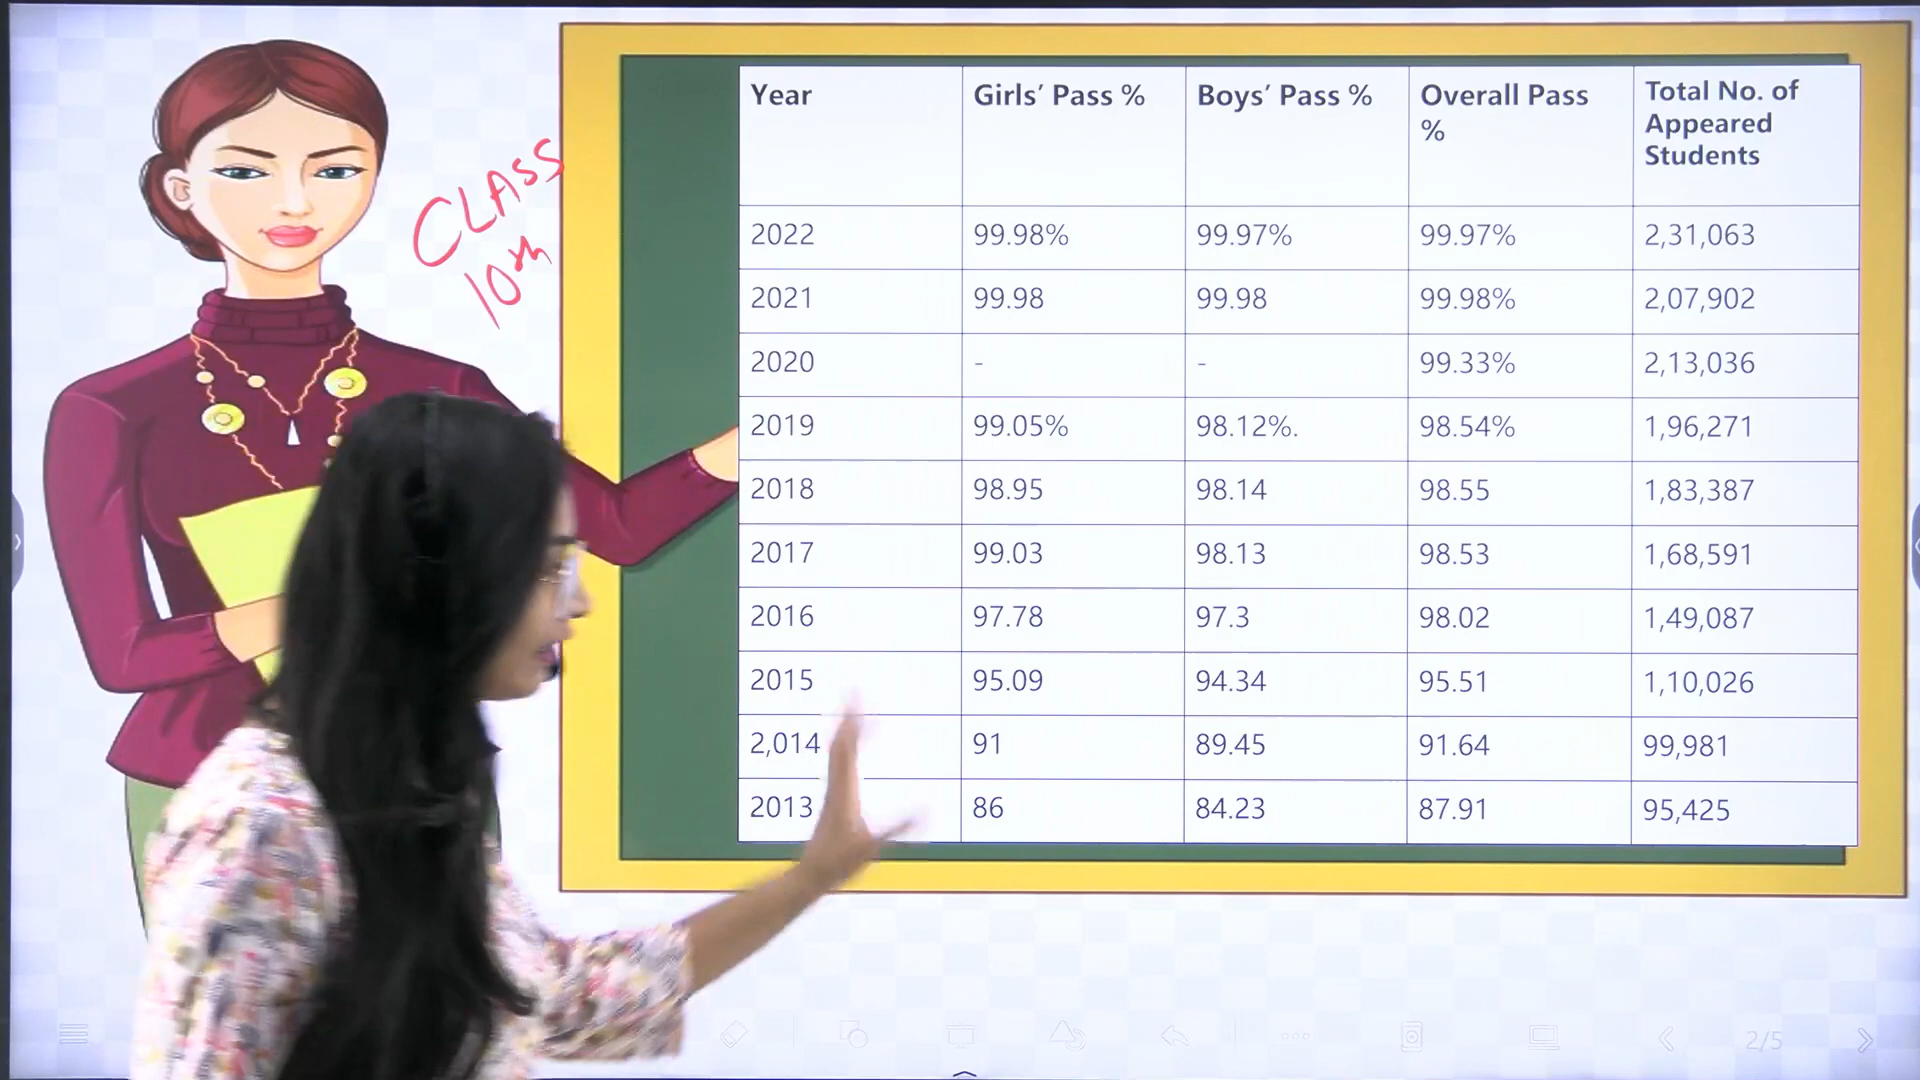 CLASS
10th
Year Girls’ Pass % Boys’ Pass % Overall Pass % Total No. of Appeared Students
2022 99.98% 99.97% 99.97% 2,31,063
2021 99.98 99.98 99.98% 2,07,902
2020 - - 99.33% 2,13,036
2019 99.05% 98.12%. 98.54% 1,96,271
2018 98.95 98.14 98.55 1,83,387
2017 99.03 98.13 98.53 1,68,591
2016 97.78 97.3 98.02 1,49,087
2015 95.09 94.34 95.51 1,10,026
2,014 91 89.45 91.64 99,981
2013 86 84.23 87.91 95,425
2/5